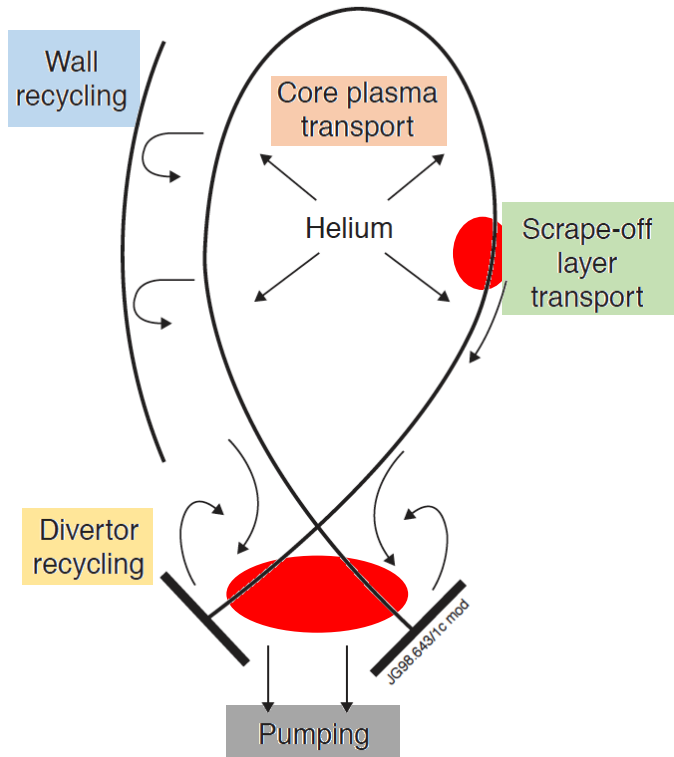 Wall
recycling
Core plasma
transport
Helium
Scrape-off
layer
transport
Divertor
recycling
JG98.643/1c mod
Pumping